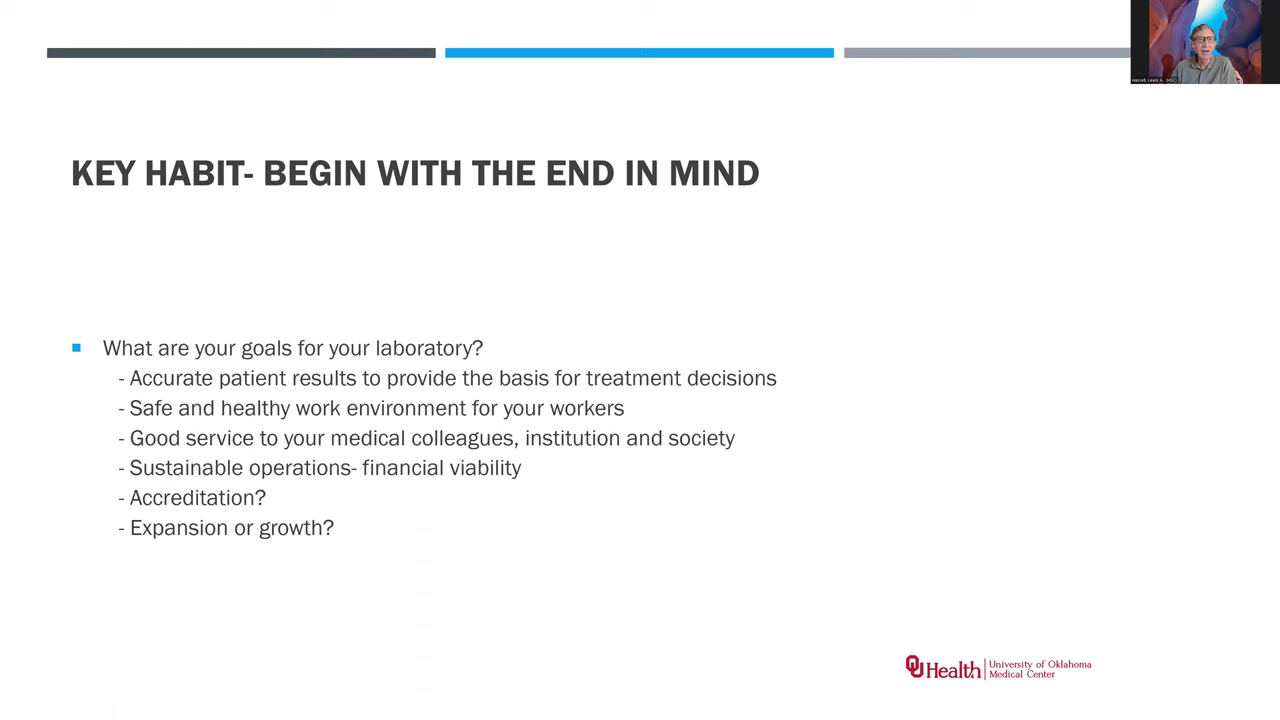 Hassell, Lewis A. (HSC)
KEY HABIT- BEGIN WITH THE END IN MIND
What are your goals for your laboratory?
- Accurate patient results to provide the basis for treatment decisions
- Safe and healthy work environment for your workers
- Good service to your medical colleagues, institution and society
- Sustainable operations- financial viability
- Accreditation?
- Expansion or growth?
OU Health University of Oklahoma
Medical Center